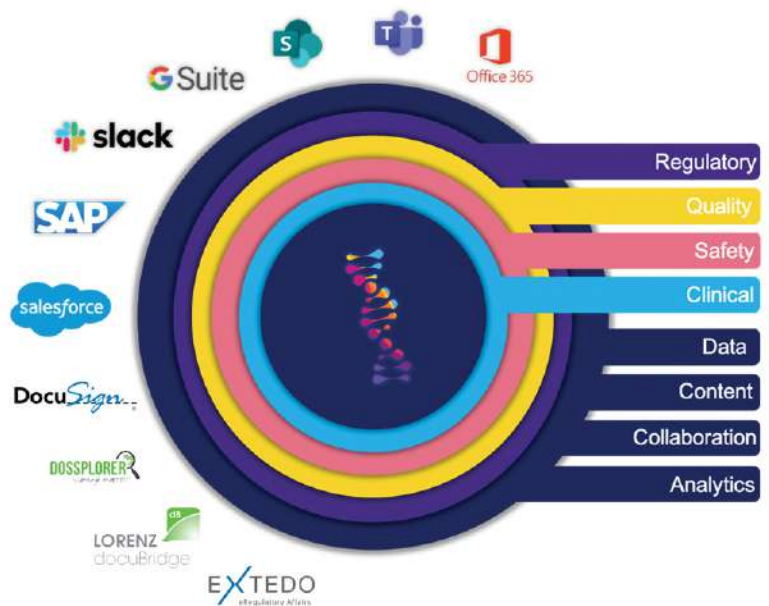 S
T
Office 365
G Suite
slack
SAP
salesforce
DocuSign
DOSSPLORER
d8
LORENZ
docuBridge
EXTEDO
eRegulatory Affairs
Regulatory
Quality
Safety
Clinical
Data
Content
Collaboration
Analytics